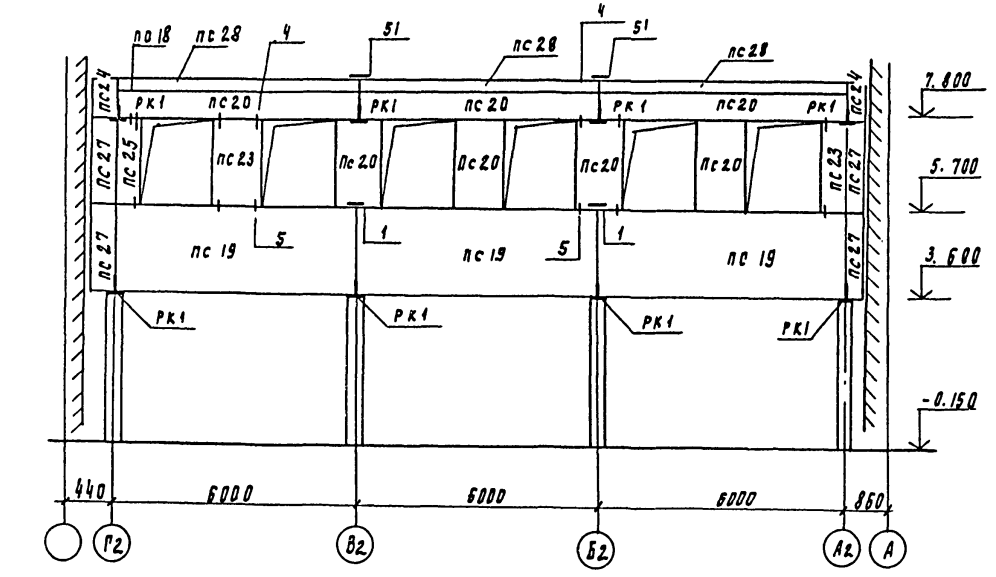 по 18
пс 28
4
51
4
51
пс 28
пс 28
пс 24
рк 1
пс 20
рк 1
пс 20
рк 1
пс 20
рк 1
пс 24
7.800
пс 27
пс 25
пс 23
пс 20
пс 20
пс 20
пс 20
пс 23
пс 27
5.700
пс 27
пс 19
5
1
пс 19
5
1
пс 19
пс 27
3.600
рк 1
рк 1
рк 1
рк 1
-0.150
440
6000
6000
6000
860
Г2
В2
Б2
А2
А